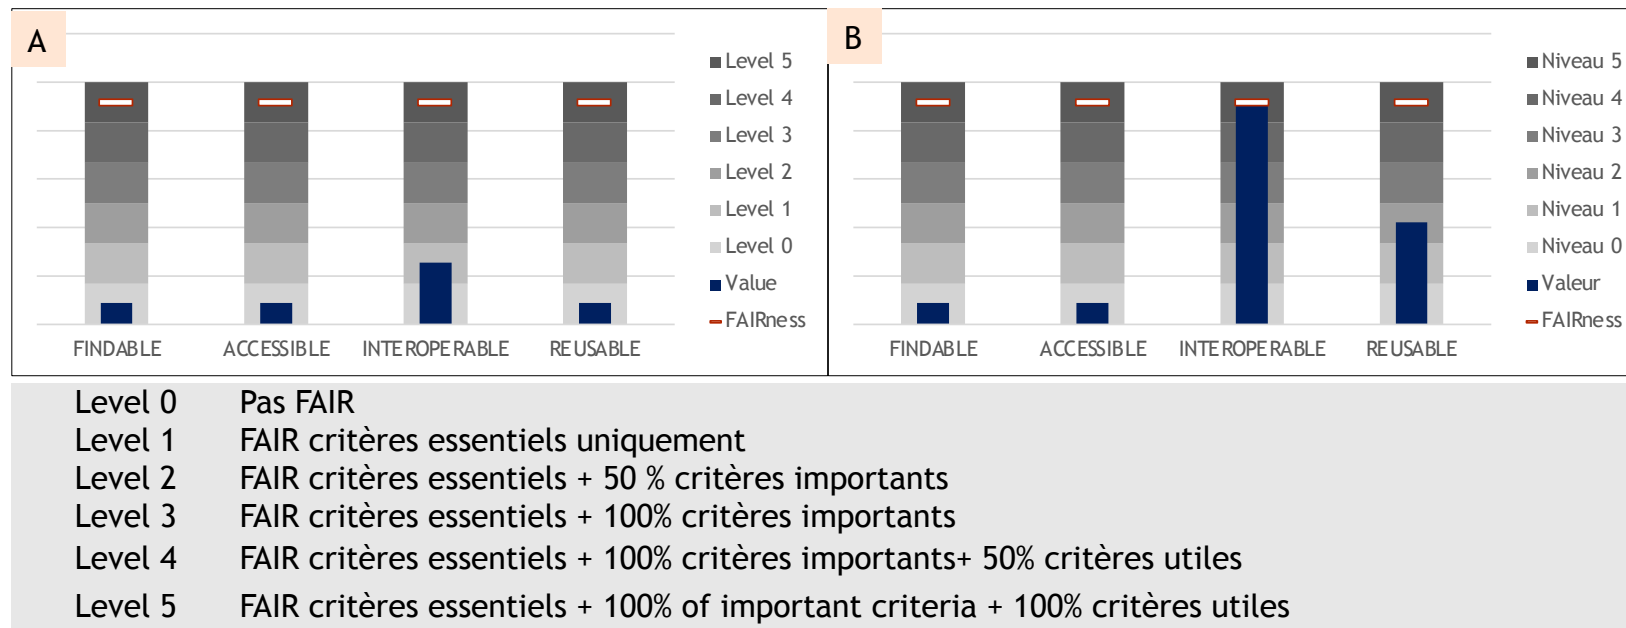 A
Level 5
Level 4
Level 3
Level 2
Level 1
Level 0
Value
FAIRness
FINDABLE ACCESSIBLE INTEROPERABLE REUSABLE
B
Niveau 5
Niveau 4
Niveau 3
Niveau 2
Niveau 1
Niveau 0
Valeur
FAIRness
FINDABLE ACCESSIBLE INTEROPERABLE REUSABLE
Level 0 Pas FAIR
Level 1 FAIR critères essentiels uniquement
Level 2 FAIR critères essentiels + 50 % critères importants
Level 3 FAIR critères essentiels + 100% critères importants
Level 4 FAIR critères essentiels + 100% critères importants+ 50% critères utiles
Level 5 FAIR critères essentiels + 100% of important criteria + 100% critères utiles